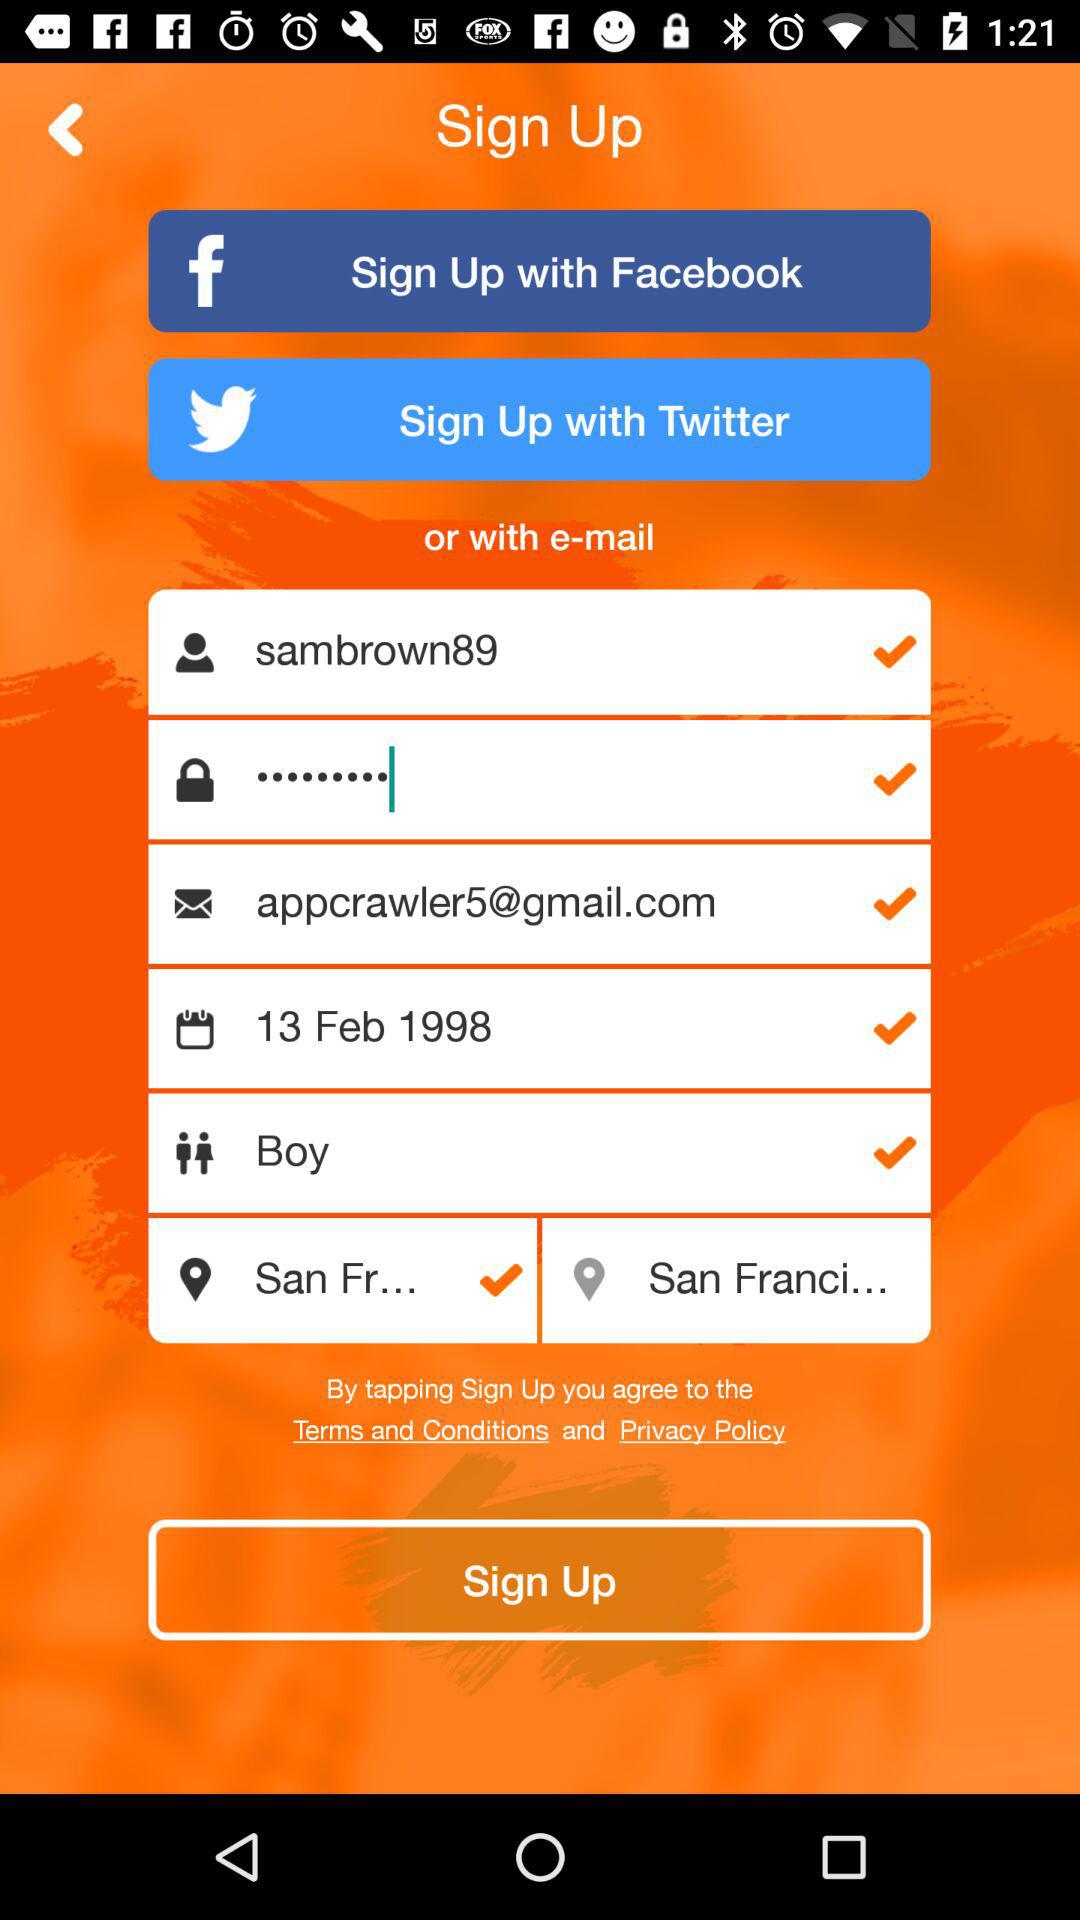 1:21
Sign Up
f Sign Up with Facebook
Sign Up with Twitter
or with e-mail
sambrown89
•••••••••
appcrawler5@gmail.com
13 Feb 1998
Boy
San Fr... San Franci...
By tapping Sign Up you agree to the
Terms and Conditions and Privacy Policy
Sign Up